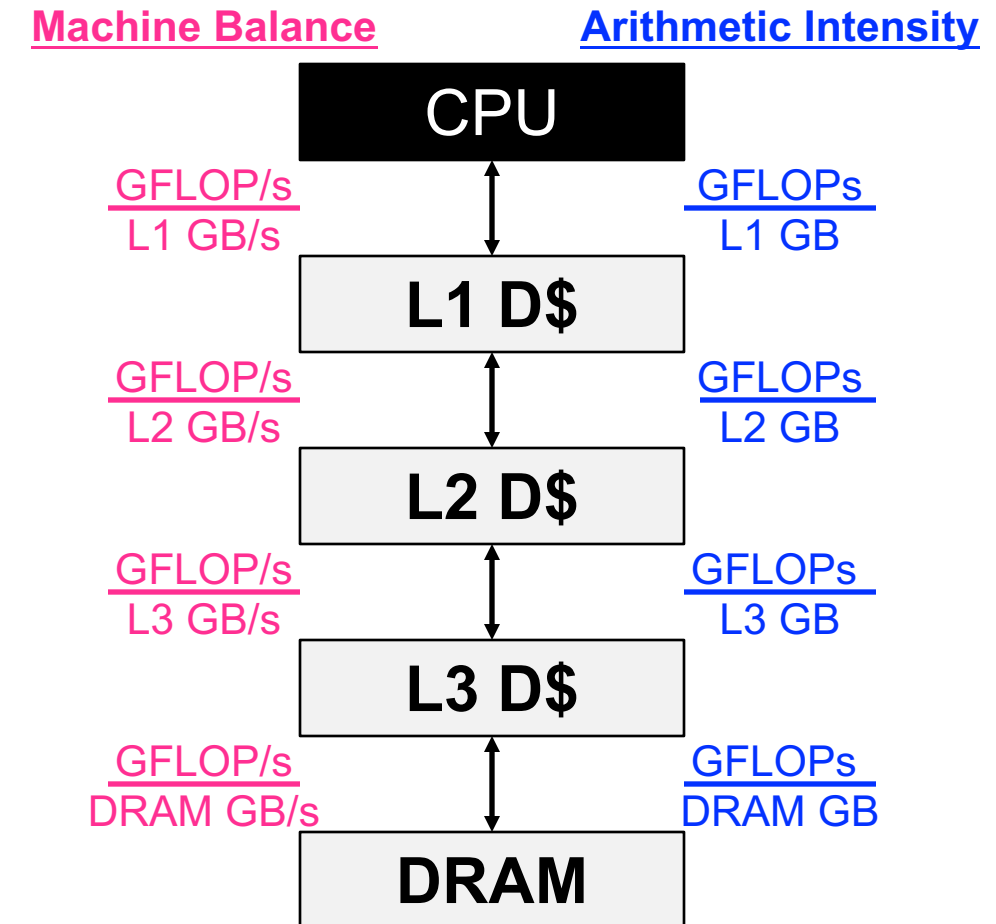 Machine Balance
Arithmetic Intensity
CPU
GFLOP/s
L1 GB/s
GFLOPs
L1 GB
L1 D$
GFLOP/s
L2 GB/s
GFLOPs
L2 GB
L2 D$
GFLOP/s
L3 GB/s
GFLOPs
L3 GB
L3 D$
GFLOP/s
DRAM GB/s
GFLOPs
DRAM GB
DRAM